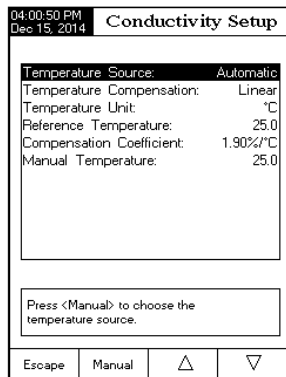 04:00:50 PM
Dec 15, 2014
Conductivity Setup
Temperature Source: Automatic
Temperature Compensation: Linear
Temperature Unit: °C
Reference Temperature: 25.0
Compensation Coefficient: 1.90%/°C
Manual Temperature: 25.0
Press <Manual> to choose the
temperature source.
Escape Manual △ ▽